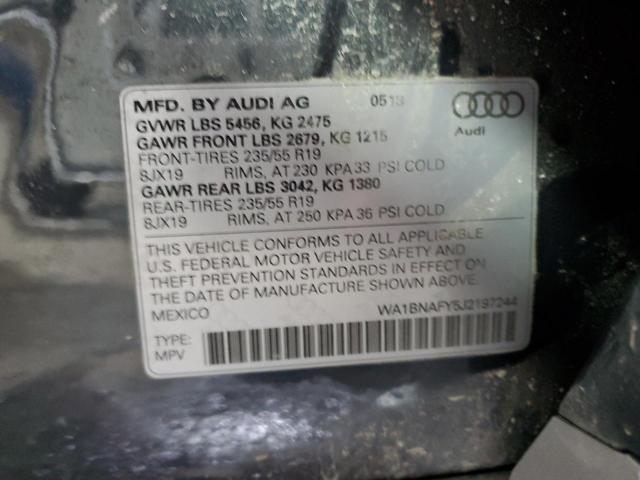 MFD. BY AUDI AG
GVWR LBS 5456, KG 2475
GAWR FRONT LBS 2679, KG 1215
FRONT-TIRES 235/55 R19
8JX19 RIMS, AT 230 KPA 33 PSI COLD
GAWR REAR LBS 3042, KG 1380
REAR-TIRES 235/55 R19
8JX19 RIMS, AT 250 KPA 36 PSI COLD
Audi
THIS VEHICLE CONFORMS TO ALL APPLICABLE
U.S. FEDERAL MOTOR VEHICLE SAFETY AND
THEFT PREVENTION STANDARDS IN EFFECT ON
THE DATE OF MANUFACTURE SHOWN ABOVE.
MEXICO WA1BNAFY5J2197244
TYPE:
MPV